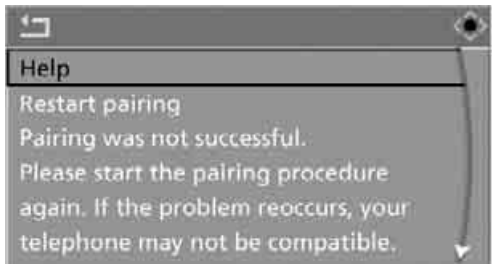 Help
Restart pairing
Pairing was not successful.
Please start the pairing procedure
again. If the problem reoccurs, your
telephone may not be compatible.